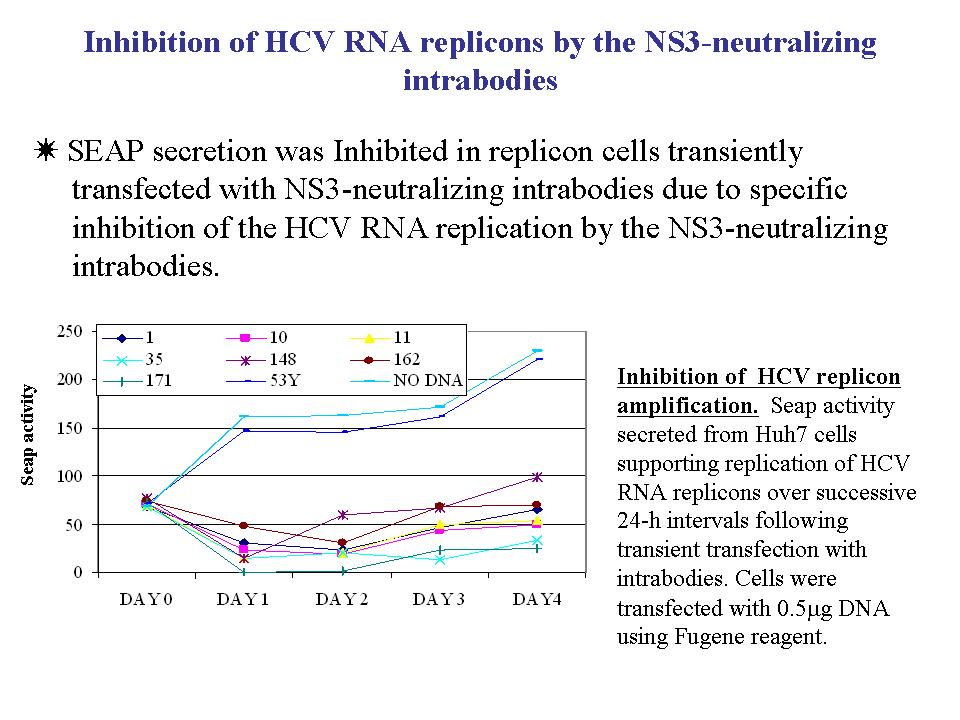 Inhibition of HCV RNA replicons by the NS3-neutralizing
intrabodies
✷ SEAP secretion was Inhibited in replicon cells transiently
transfected with NS3-neutralizing intrabodies due to specific
inhibition of the HCV RNA replication by the NS3-neutralizing
intrabodies.
Seap activity
250
200
150
100
50
0
1 10 11
35 148 162
171 53Y NO DNA
DAY 0 DAY 1 DAY 2 DAY 3 DAY4
Inhibition of HCV replicon
amplification. Seap activity
secreted from Huh7 cells
supporting replication of HCV
RNA replicons over successive
24-h intervals following
transient transfection with
intrabodies. Cells were
transfected with 0.5μg DNA
using Fugene reagent.